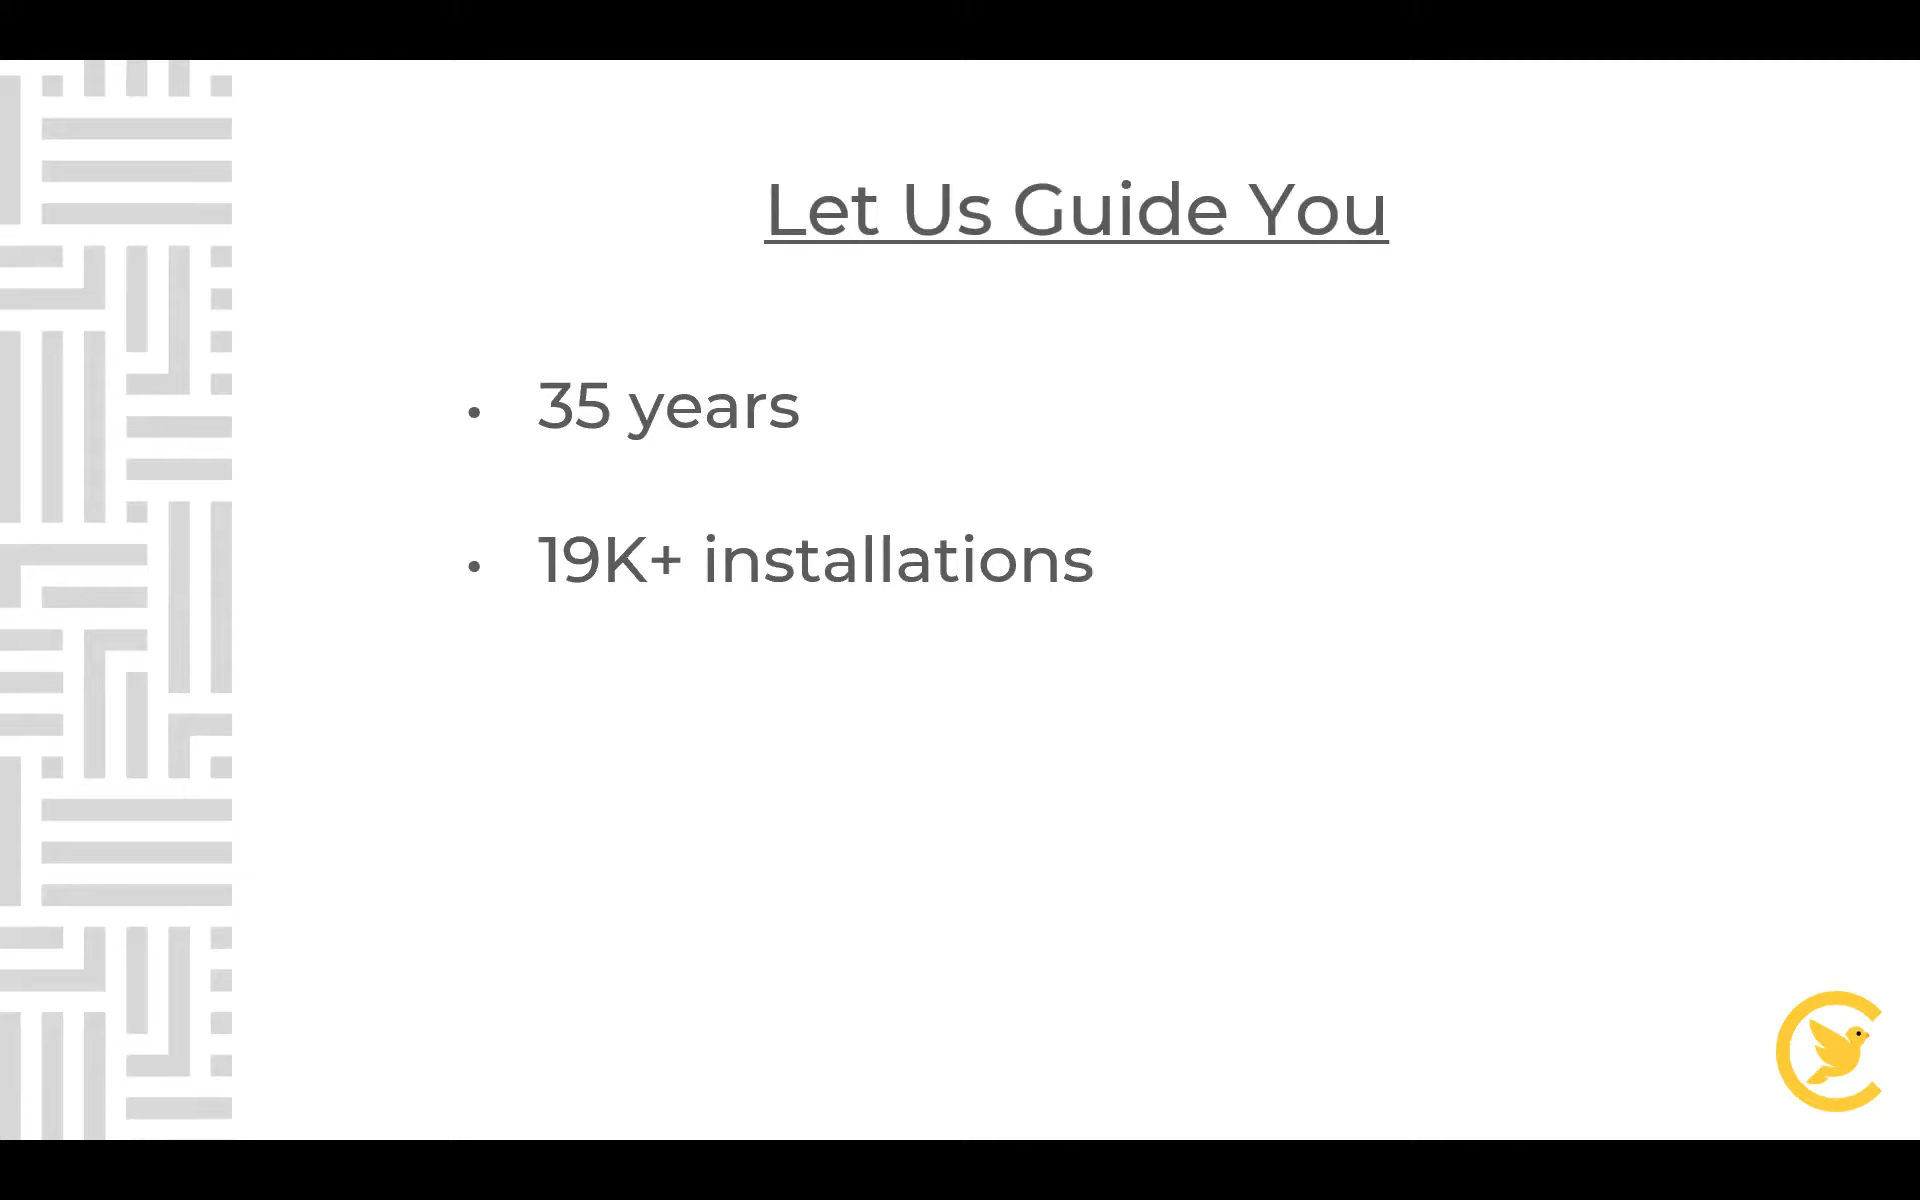 Let Us Guide You
• 35 years
• 19K+ installations